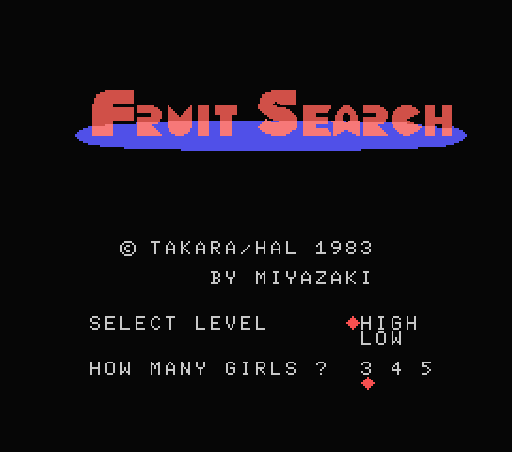 FRUIT SEARCH
© TAKARA/HAL 1983
BY MIYAZAKI
SELECT LEVEL HIGH
LOW
HOW MANY GIRLS ? 3 4 5